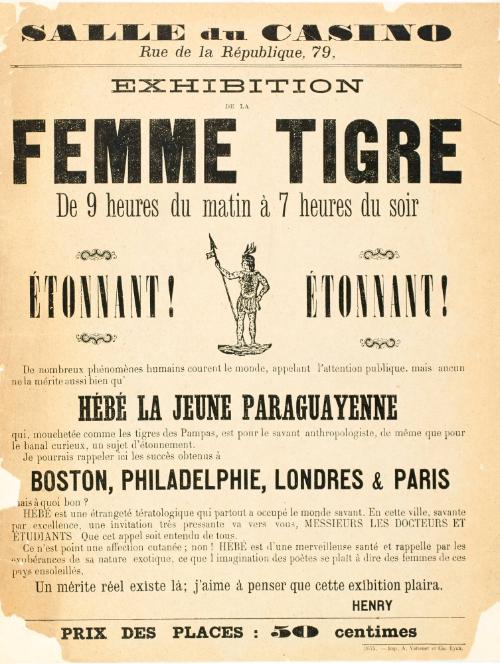 SALLE du CASINO
Rue de la République, 79,
EXHIBITION
DE LA
FEMME TIGRE
De 9 heures du matin à 7 heures du soir
ÉTONNANT! ÉTONNANT!
De nombreux phénomènes humains courent le monde, appelant l'attention publique, mais aucun
ne la mérite aussi bien qu'
HÉBÉ LA JEUNE PARAGUAYENNE
qui, mouchetée comme les tigres des Pampas, est pour le savant anthropologiste, de même que pour
le banal curieux, un sujet d'étonnement.
Je pourrais rappeler ici les succès obtenus à
BOSTON, PHILADELPHIE, LONDRES & PARIS
mais à quoi bon ?
HÉBÉ est une étrangeté tératologique qui partout a occupé le monde savant. En cette ville, savante
par excellence, une invitation très pressante va vers vous, MESSIEURS LES DOCTEURS ET
ÉTUDIANTS Que cet appel soit entendu de tous.
Ce n'est point une affection cutanée; non ! HÉBÉ est d'une merveilleuse santé et rappelle par les
exubérances de sa nature exotique, ce que l'imagination des poètes se plaît à dire des femmes de ces
pays ensoleillés.
Un mérite réel existe là; j'aime à penser que cette exibition plaira.
HENRY
PRIX DES PLACES : 50 centimes
Imp. A. et Cie. Lyon.